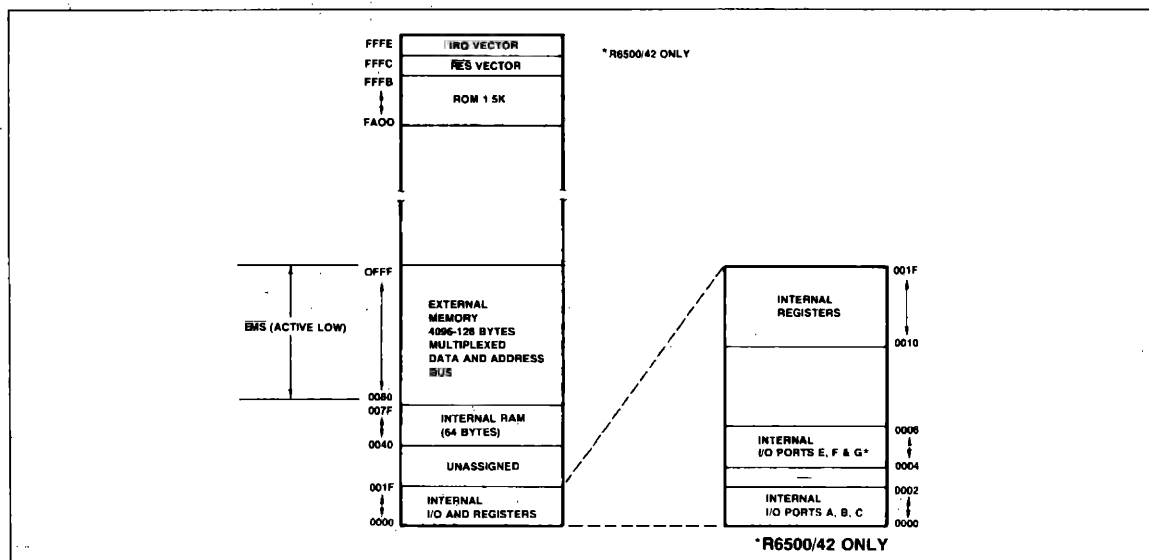 FFFE
IRQ VECTOR
*R6500/42 ONLY
FFFC
RES VECTOR
FFFB
ROM 1 5K
FA00
0FFF
EMS (ACTIVE LOW)
EXTERNAL
MEMORY
4096-128 BYTES
MULTIPLEXED
DATA AND ADDRESS
BUS
0080
007F
INTERNAL RAM
(64 BYTES)
0040
UNASSIGNED
001F
INTERNAL
I/O AND REGISTERS
0000
001F
INTERNAL
REGISTERS
0010
0006
INTERNAL
I/O PORTS E, F & G*
0004
—
0002
INTERNAL
I/O PORTS A, B, C
0000
*R6500/42 ONLY